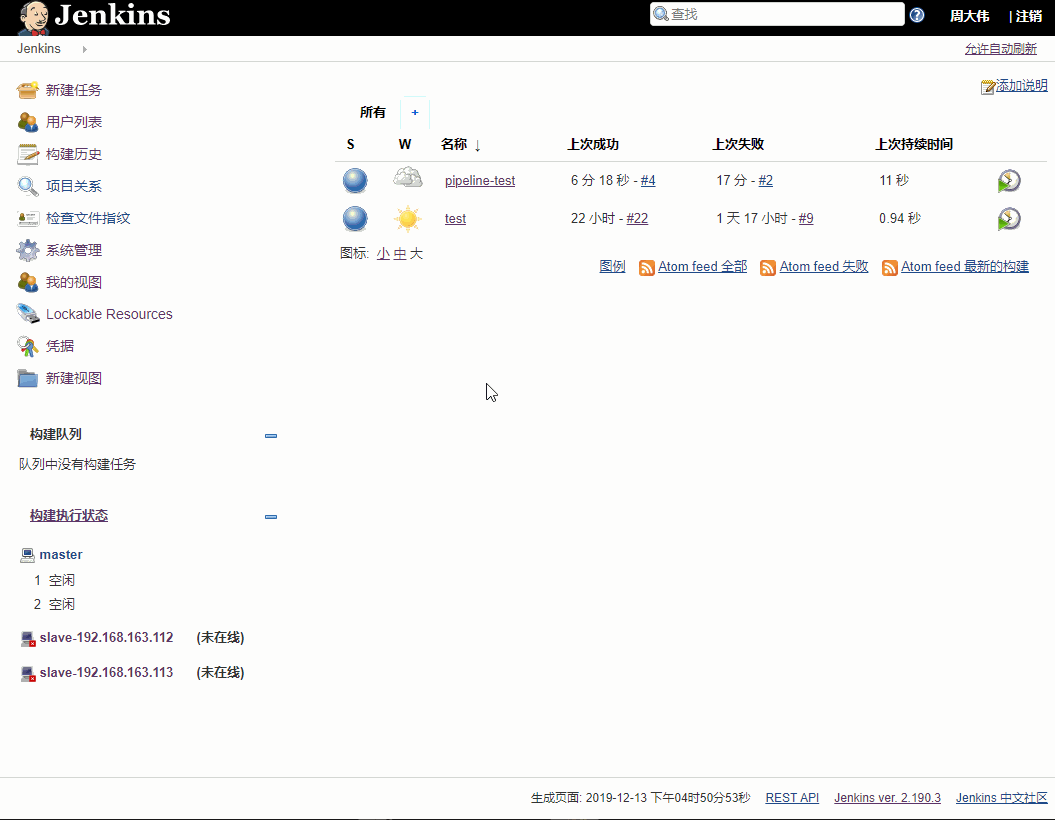 Jenkins 查找 周大伟 | 注销
Jenkins 允许自动刷新
添加说明
新建任务
用户列表
构建历史
项目关系
检查文件指纹
系统管理
我的视图
Lockable Resources
凭据
新建视图
所有 +
S W 名称 ↓ 上次成功 上次失败 上次持续时间
pipeline-test 6 分 18 秒 - #4 17 分 - #2 11 秒
test 22 小时 - #22 1 天 17 小时 - #9 0.94 秒
图标: 小 中 大
图例 Atom feed 全部 Atom feed 失败 Atom feed 最新的构建
构建队列
队列中没有构建任务
构建执行状态
master
1 空闲
2 空闲
slave-192.168.163.112 (未在线)
slave-192.168.163.113 (未在线)
生成页面: 2019-12-13 下午04时50分53秒 REST API Jenkins ver. 2.190.3 Jenkins 中文社区